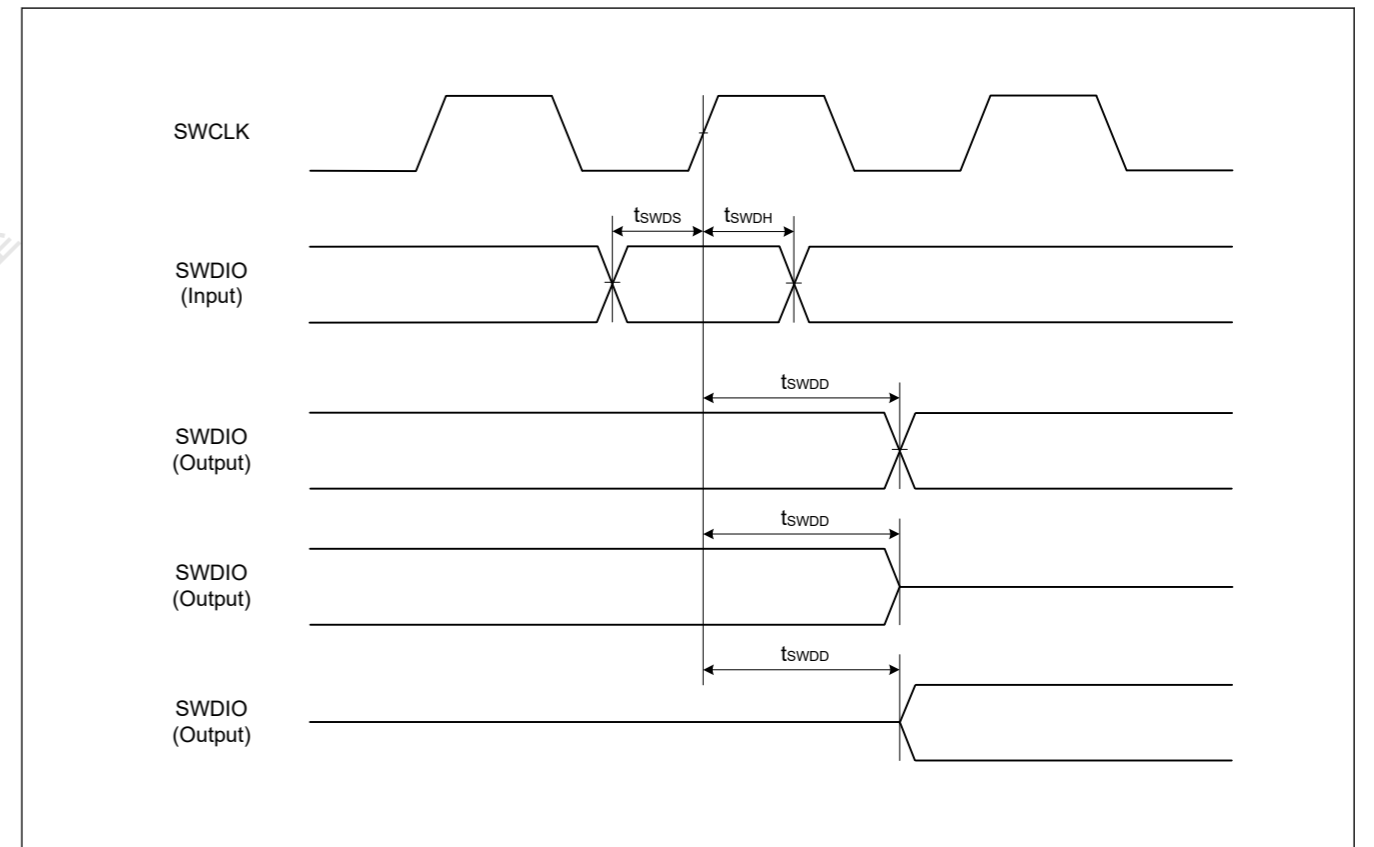 SWCLK
tSWDS
tSWDH
SWDIO
(Input)
tSWDD
SWDIO
(Output)
tSWDD
SWDIO
(Output)
tSWDD
SWDIO
(Output)